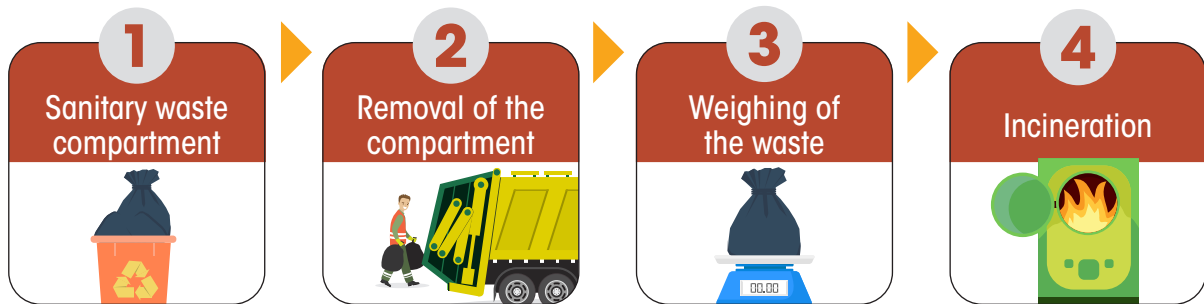 1
Sanitary waste
compartment
2
Removal of the
compartment
3
Weighing of
the waste
00.00
4
Incineration